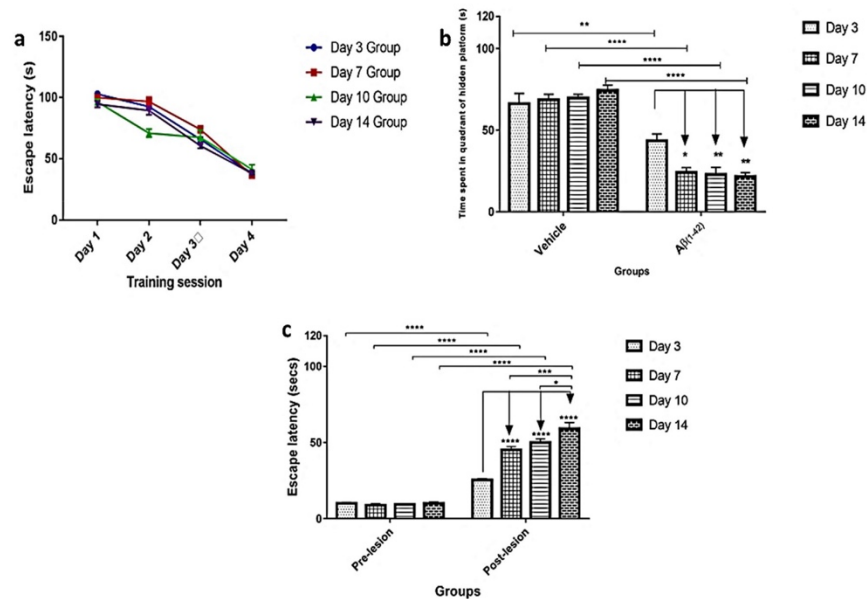 a
150
100
50
0
Escape latency (s)
Day 1
Day 2
Day 3□
Day 4
Training session
Day 3 Group
Day 7 Group
Day 10 Group
Day 14 Group
b
120
100
50
0
Time spent in quadrant of hidden platform (s)
**
****
****
****
*
**
**
Vehicle
Aβ(1-42)
Groups
Day 3
Day 7
Day 10
Day 14
c
120
100
50
0
Escape latency (secs)
****
****
****
****
***
*
****
****
****
Pre-lesion
Post-lesion
Groups
Day 3
Day 7
Day 10
Day 14